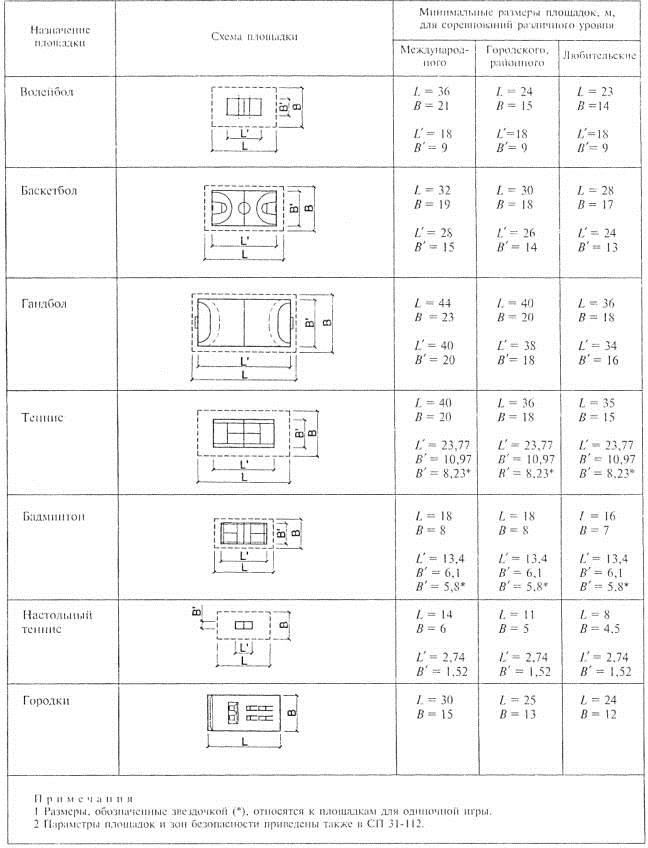 Назначение площадки
Схема площадки
Минимальные размеры площадок, м,
для соревнований различного уровня
Международ-
ного
Городского,
районного
Любительские
Волейбол
B' B
L'
L
L = 36 L = 24 L = 23
B = 21 B = 15 B =14
L' = 18 L'=18 L'=18
B' = 9 B' = 9 B' = 9
Баскетбол
B' B
L'
L
L = 32 L = 30 L = 28
B = 19 B = 18 B = 17
L' = 28 L' = 26 L' = 24
B' = 15 B' = 14 B' = 13
Гандбол
B' B
L'
L
L = 44 L = 40 L = 36
B = 23 B = 20 B = 18
L' = 40 L' = 38 L' = 34
B' = 20 B' = 18 B' = 16
Теннис
B' B
L'
L
L = 40 L = 36 L = 35
B = 20 B = 18 B = 15
L' = 23,77 L' = 23,77 L' = 23,77
B' = 10,97 B' = 10,97 B' = 10,97
B' = 8,23* B' = 8,23* B' = 8,23*
Бадминтон
B' B
L'
L
L = 18 L = 18 L = 16
B = 8 B = 8 B = 7
L' = 13,4 L' = 13.4 L' = 13,4
B' = 6,1 B' = 6,1 B' = 6,1
B' = 5,8* B' = 5,8* B' = 5,8*
Настольный
теннис
B' B
L'
L
L = 14 L = 11 L = 8
B = 6 B = 5 B = 4.5
L' = 2,74 L' = 2,74 L' = 2,74
B' = 1,52 B' = 1,52 B' = 1,52
Городки
B
L
L = 30 L = 25 L = 24
B = 15 B = 13 B = 12
Примечания
1 Размеры, обозначенные звездочкой (*), относятся к площадкам для одиночной игры.
2 Параметры площадок и зон безопасности приведены также в СП 31-112.